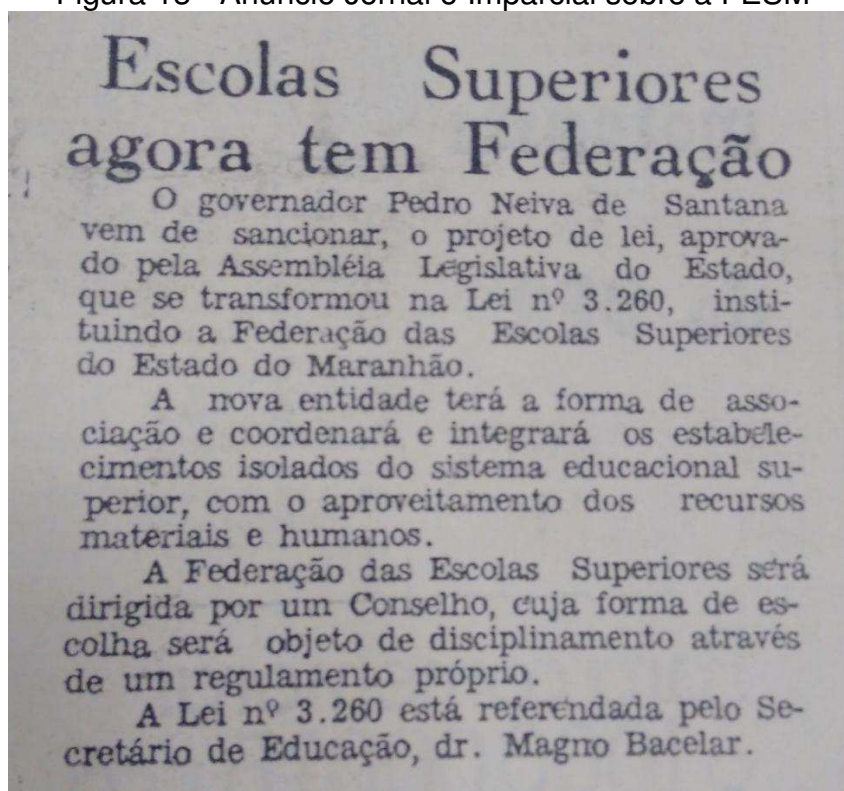 Escolas Superiores
agora tem Federação
O governador Pedro Neiva de Santana
vem de sancionar, o projeto de lei, aprova-
do pela Assembléia Legislativa do Estado,
que se transformou na Lei nº 3.260, insti-
tuindo a Federação das Escolas Superiores
do Estado do Maranhão.
A nova entidade terá a forma de asso-
ciação e coordenará e integrará os estabele-
cimentos isolados do sistema educacional su-
perior, com o aproveitamento dos recursos
materiais e humanos.
A Federação das Escolas Superiores será
dirigida por um Conselho, cuja forma de es-
colha será objeto de disciplinamento através
de um regulamento próprio.
A Lei nº 3.260 está referendada pelo Se-
cretário de Educação, dr. Magno Bacelar.